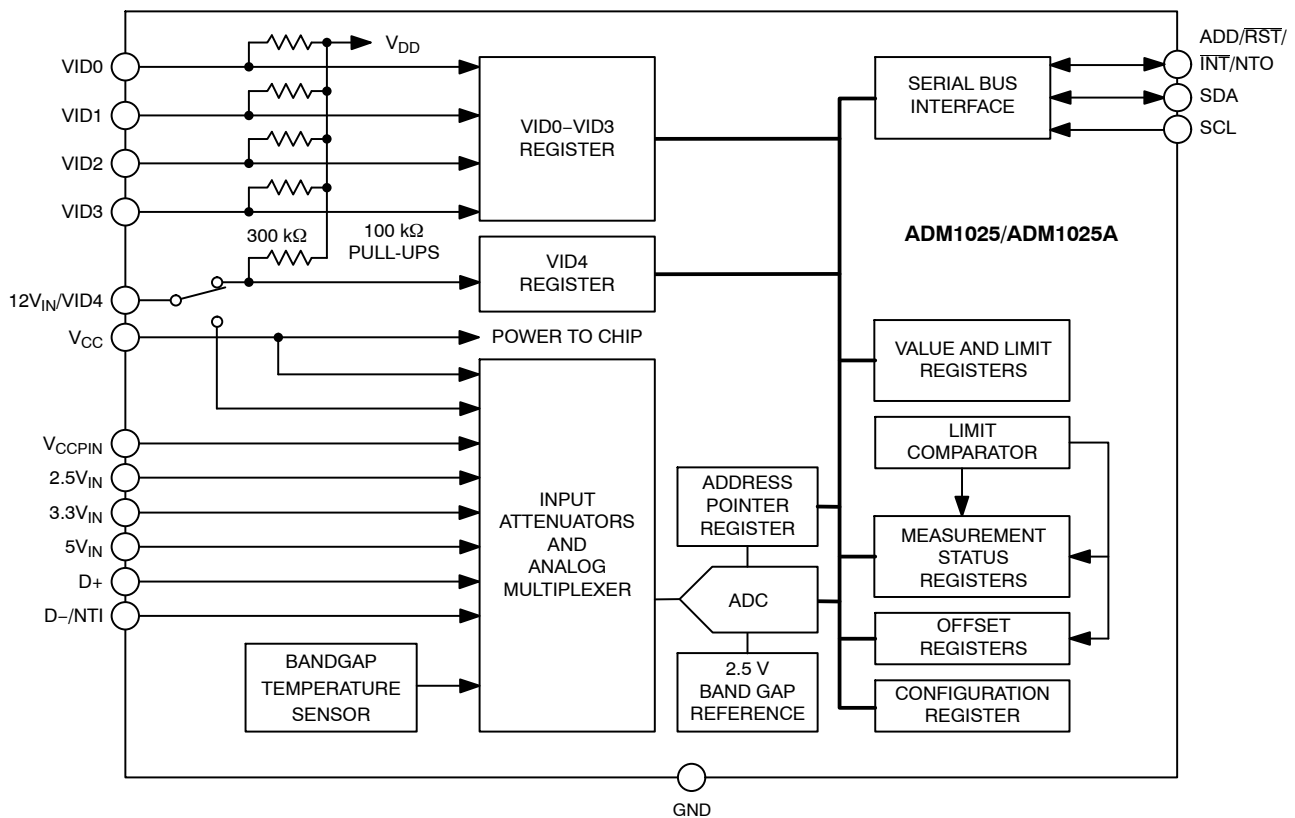 VID0
VID1
VID2
VID3
12VIN/VID4
VCC
VCCPIN
2.5VIN
3.3VIN
5VIN
D+
D−/NTI
VDD
300 kΩ
100 kΩ
PULL-UPS
VID0−VID3
REGISTER
VID4
REGISTER
POWER TO CHIP
INPUT
ATTENUATORS
AND
ANALOG
MULTIPLEXER
BANDGAP
TEMPERATURE
SENSOR
ADDRESS
POINTER
REGISTER
ADC
2.5 V
BAND GAP
REFERENCE
SERIAL BUS
INTERFACE
ADM1025/ADM1025A
VALUE AND LIMIT
REGISTERS
LIMIT
COMPARATOR
MEASUREMENT
STATUS
REGISTERS
OFFSET
REGISTERS
CONFIGURATION
REGISTER
ADD/RST/
INT/NTO
SDA
SCL
GND